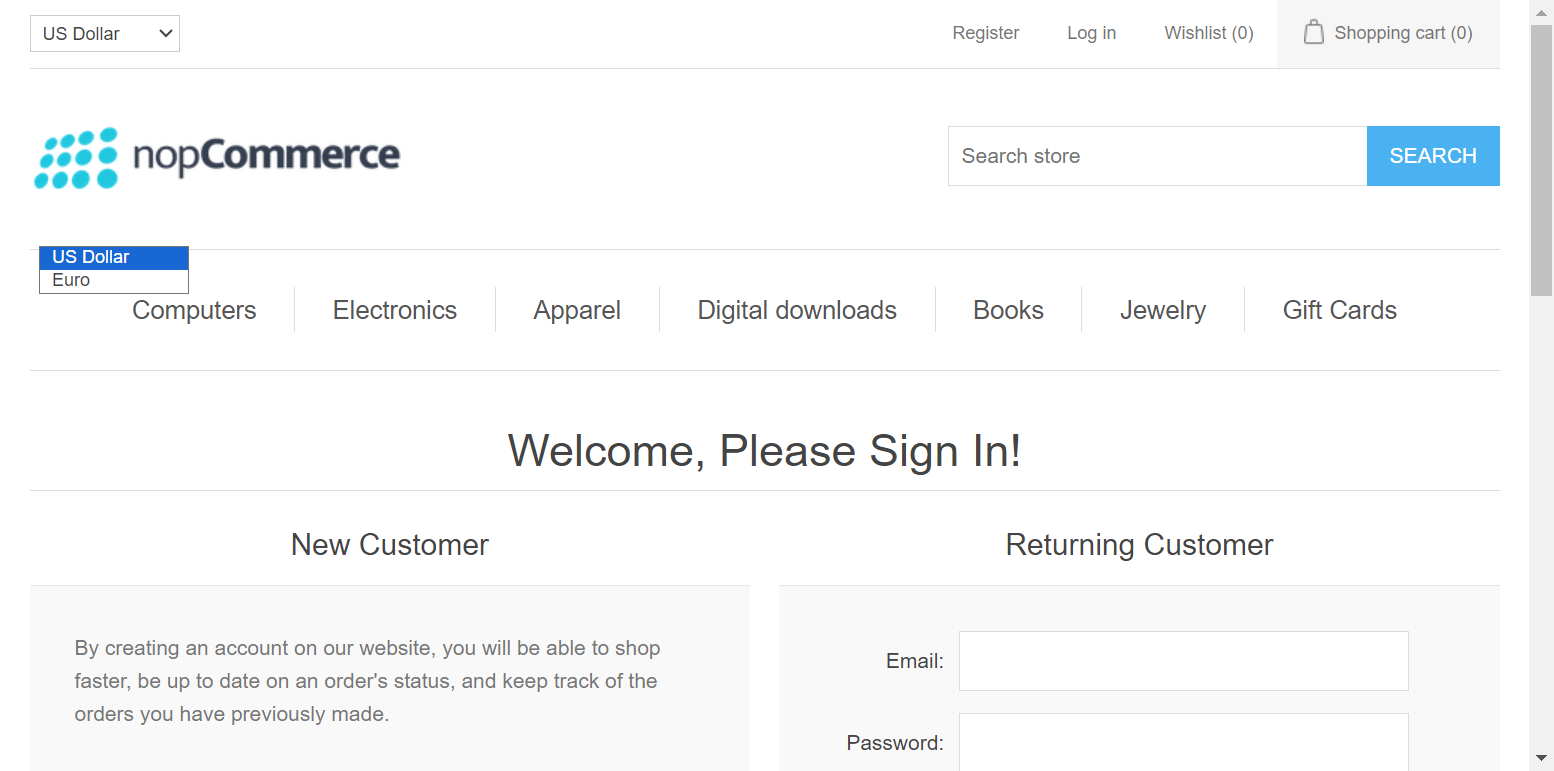 US Dollar
Register
Log in
Wishlist (0)
Shopping cart (0)
nopCommerce
Search store
SEARCH
US Dollar
Euro
Computers
Electronics
Apparel
Digital downloads
Books
Jewelry
Gift Cards
Welcome, Please Sign In!
New Customer
By creating an account on our website, you will be able to shop
faster, be up to date on an order's status, and keep track of the
orders you have previously made.
Returning Customer
Email:
Password: